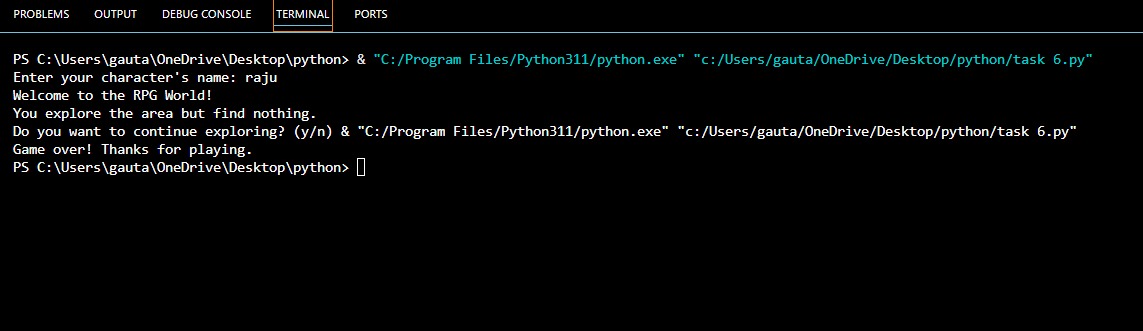 PROBLEMS OUTPUT DEBUG CONSOLE TERMINAL PORTS
PS C:\Users\gauta\OneDrive\Desktop\python> & "C:/Program Files/Python311/python.exe" "c:/Users/gauta/OneDrive/Desktop/python/task 6.py"
Enter your character's name: raju
Welcome to the RPG World!
You explore the area but find nothing.
Do you want to continue exploring? (y/n) & "C:/Program Files/Python311/python.exe" "c:/Users/gauta/OneDrive/Desktop/python/task 6.py"
Game over! Thanks for playing.
PS C:\Users\gauta\OneDrive\Desktop\python>